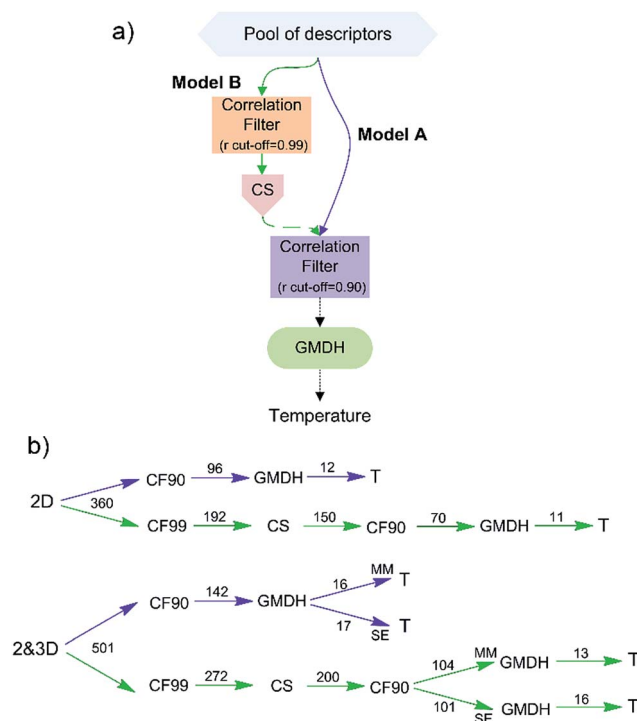 a)
Pool of descriptors
Model B
Correlation
Filter
(r cut-off=0.99)
Model A
CS
Correlation
Filter
(r cut-off=0.90)
GMDH
Temperature
b)
2D 360 CF90 96 GMDH 12 T
CF99 192 CS 150 CF90 70 GMDH 11 T
2&3D 501 CF90 142 GMDH 16 MM T
17 SE T
CF99 272 CS 200 CF90 104 MM GMDH 13 T
101 SE GMDH 16 T